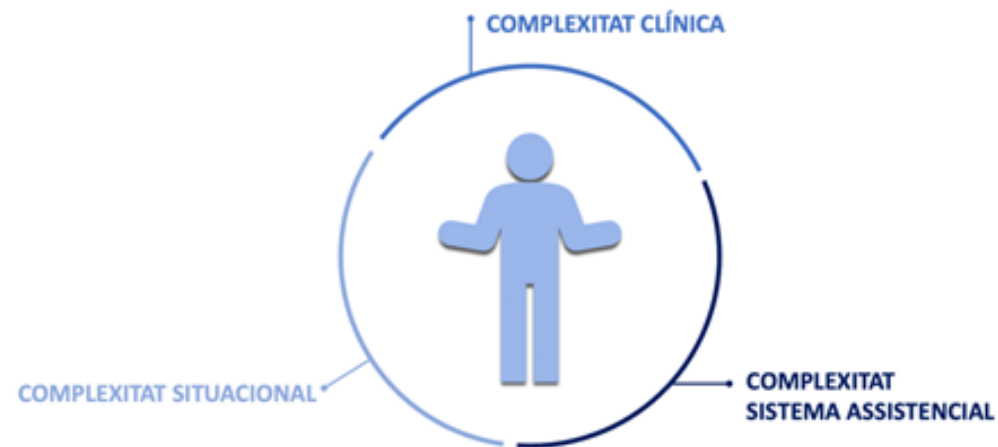 COMPLEXITAT CLÍNICA
COMPLEXITAT SITUACIONAL
COMPLEXITAT
SISTEMA ASSISTENCIAL